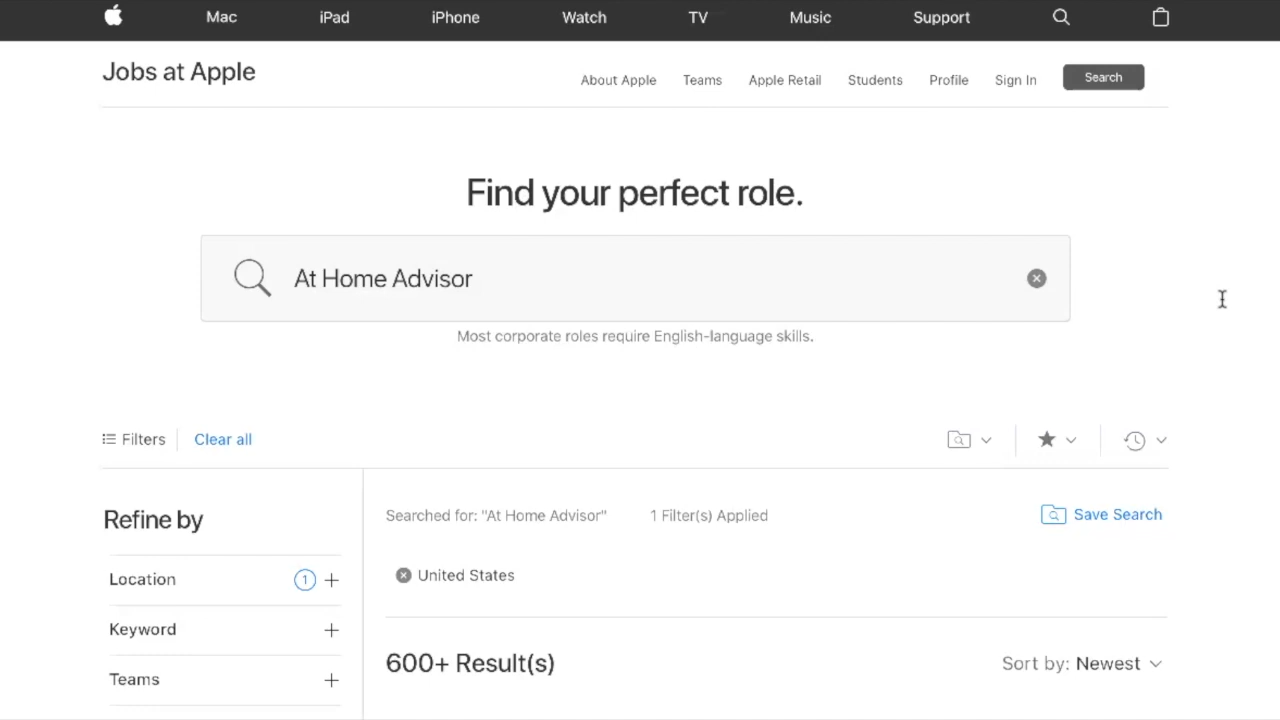 Mac iPad iPhone Watch TV Music Support
Jobs at Apple
About Apple Teams Apple Retail Students Profile Sign In Search
Find your perfect role.
At Home Advisor
Most corporate roles require English-language skills.
Filters Clear all
Refine by
Searched for: "At Home Advisor" 1 Filter(s) Applied Save Search
United States
Location 1 +
Keyword +
Teams +
600+ Result(s) Sort by: Newest